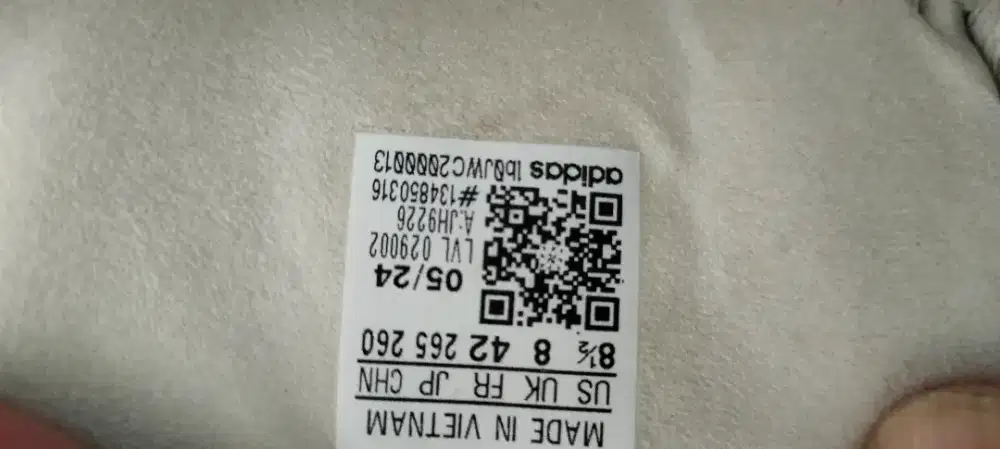 MADE IN VIETNAM
US UK FR JP CHN
8½ 8 42 265 260
05/24
LVL 029002
A:JH9226
#134850316
adidas 1b0JWC2000013